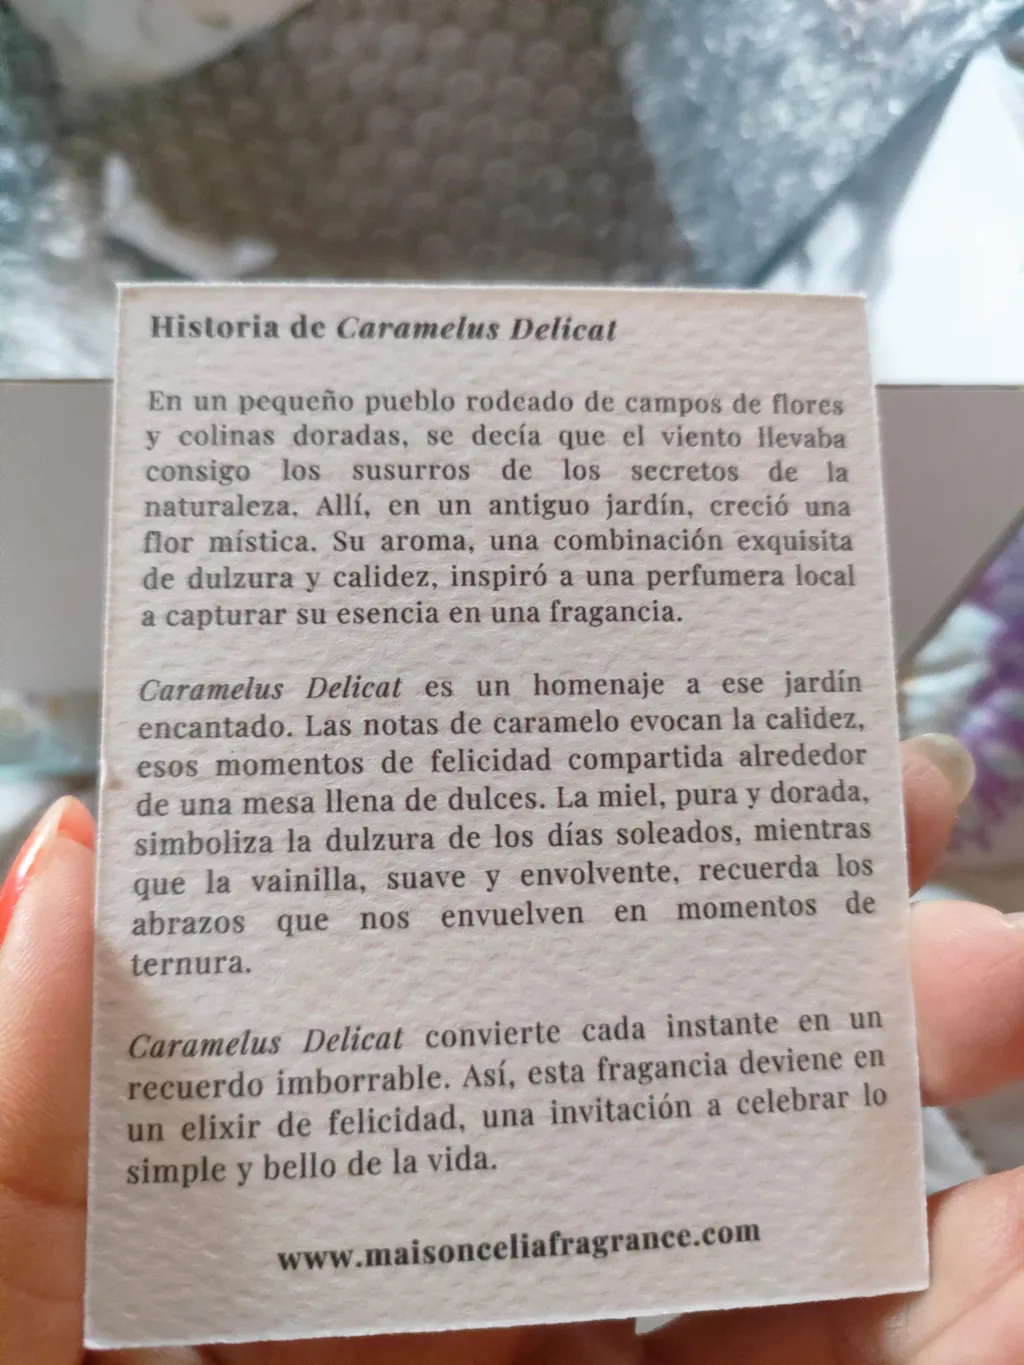 Historia de Caramelus Delicat
En un pequeño pueblo rodeado de campos de flores
y colinas doradas, se decía que el viento llevaba
consigo los susurros de los secretos de la
naturaleza. Allí, en un antiguo jardín, creció una
flor mística. Su aroma, una combinación exquisita
de dulzura y calidez, inspiró a una perfumera local
a capturar su esencia en una fragancia.
Caramelus Delicat es un homenaje a ese jardín
encantado. Las notas de caramelo evocan la calidez,
esos momentos de felicidad compartida alrededor
de una mesa llena de dulces. La miel, pura y dorada,
simboliza la dulzura de los días soleados, mientras
que la vainilla, suave y envolvente, recuerda los
abrazos que nos envuelven en momentos de
ternura.
Caramelus Delicat convierte cada instante en un
recuerdo imborrable. Así, esta fragancia deviene en
un elixir de felicidad, una invitación a celebrar lo
simple y bello de la vida.
www.maisonceliafragrance.com